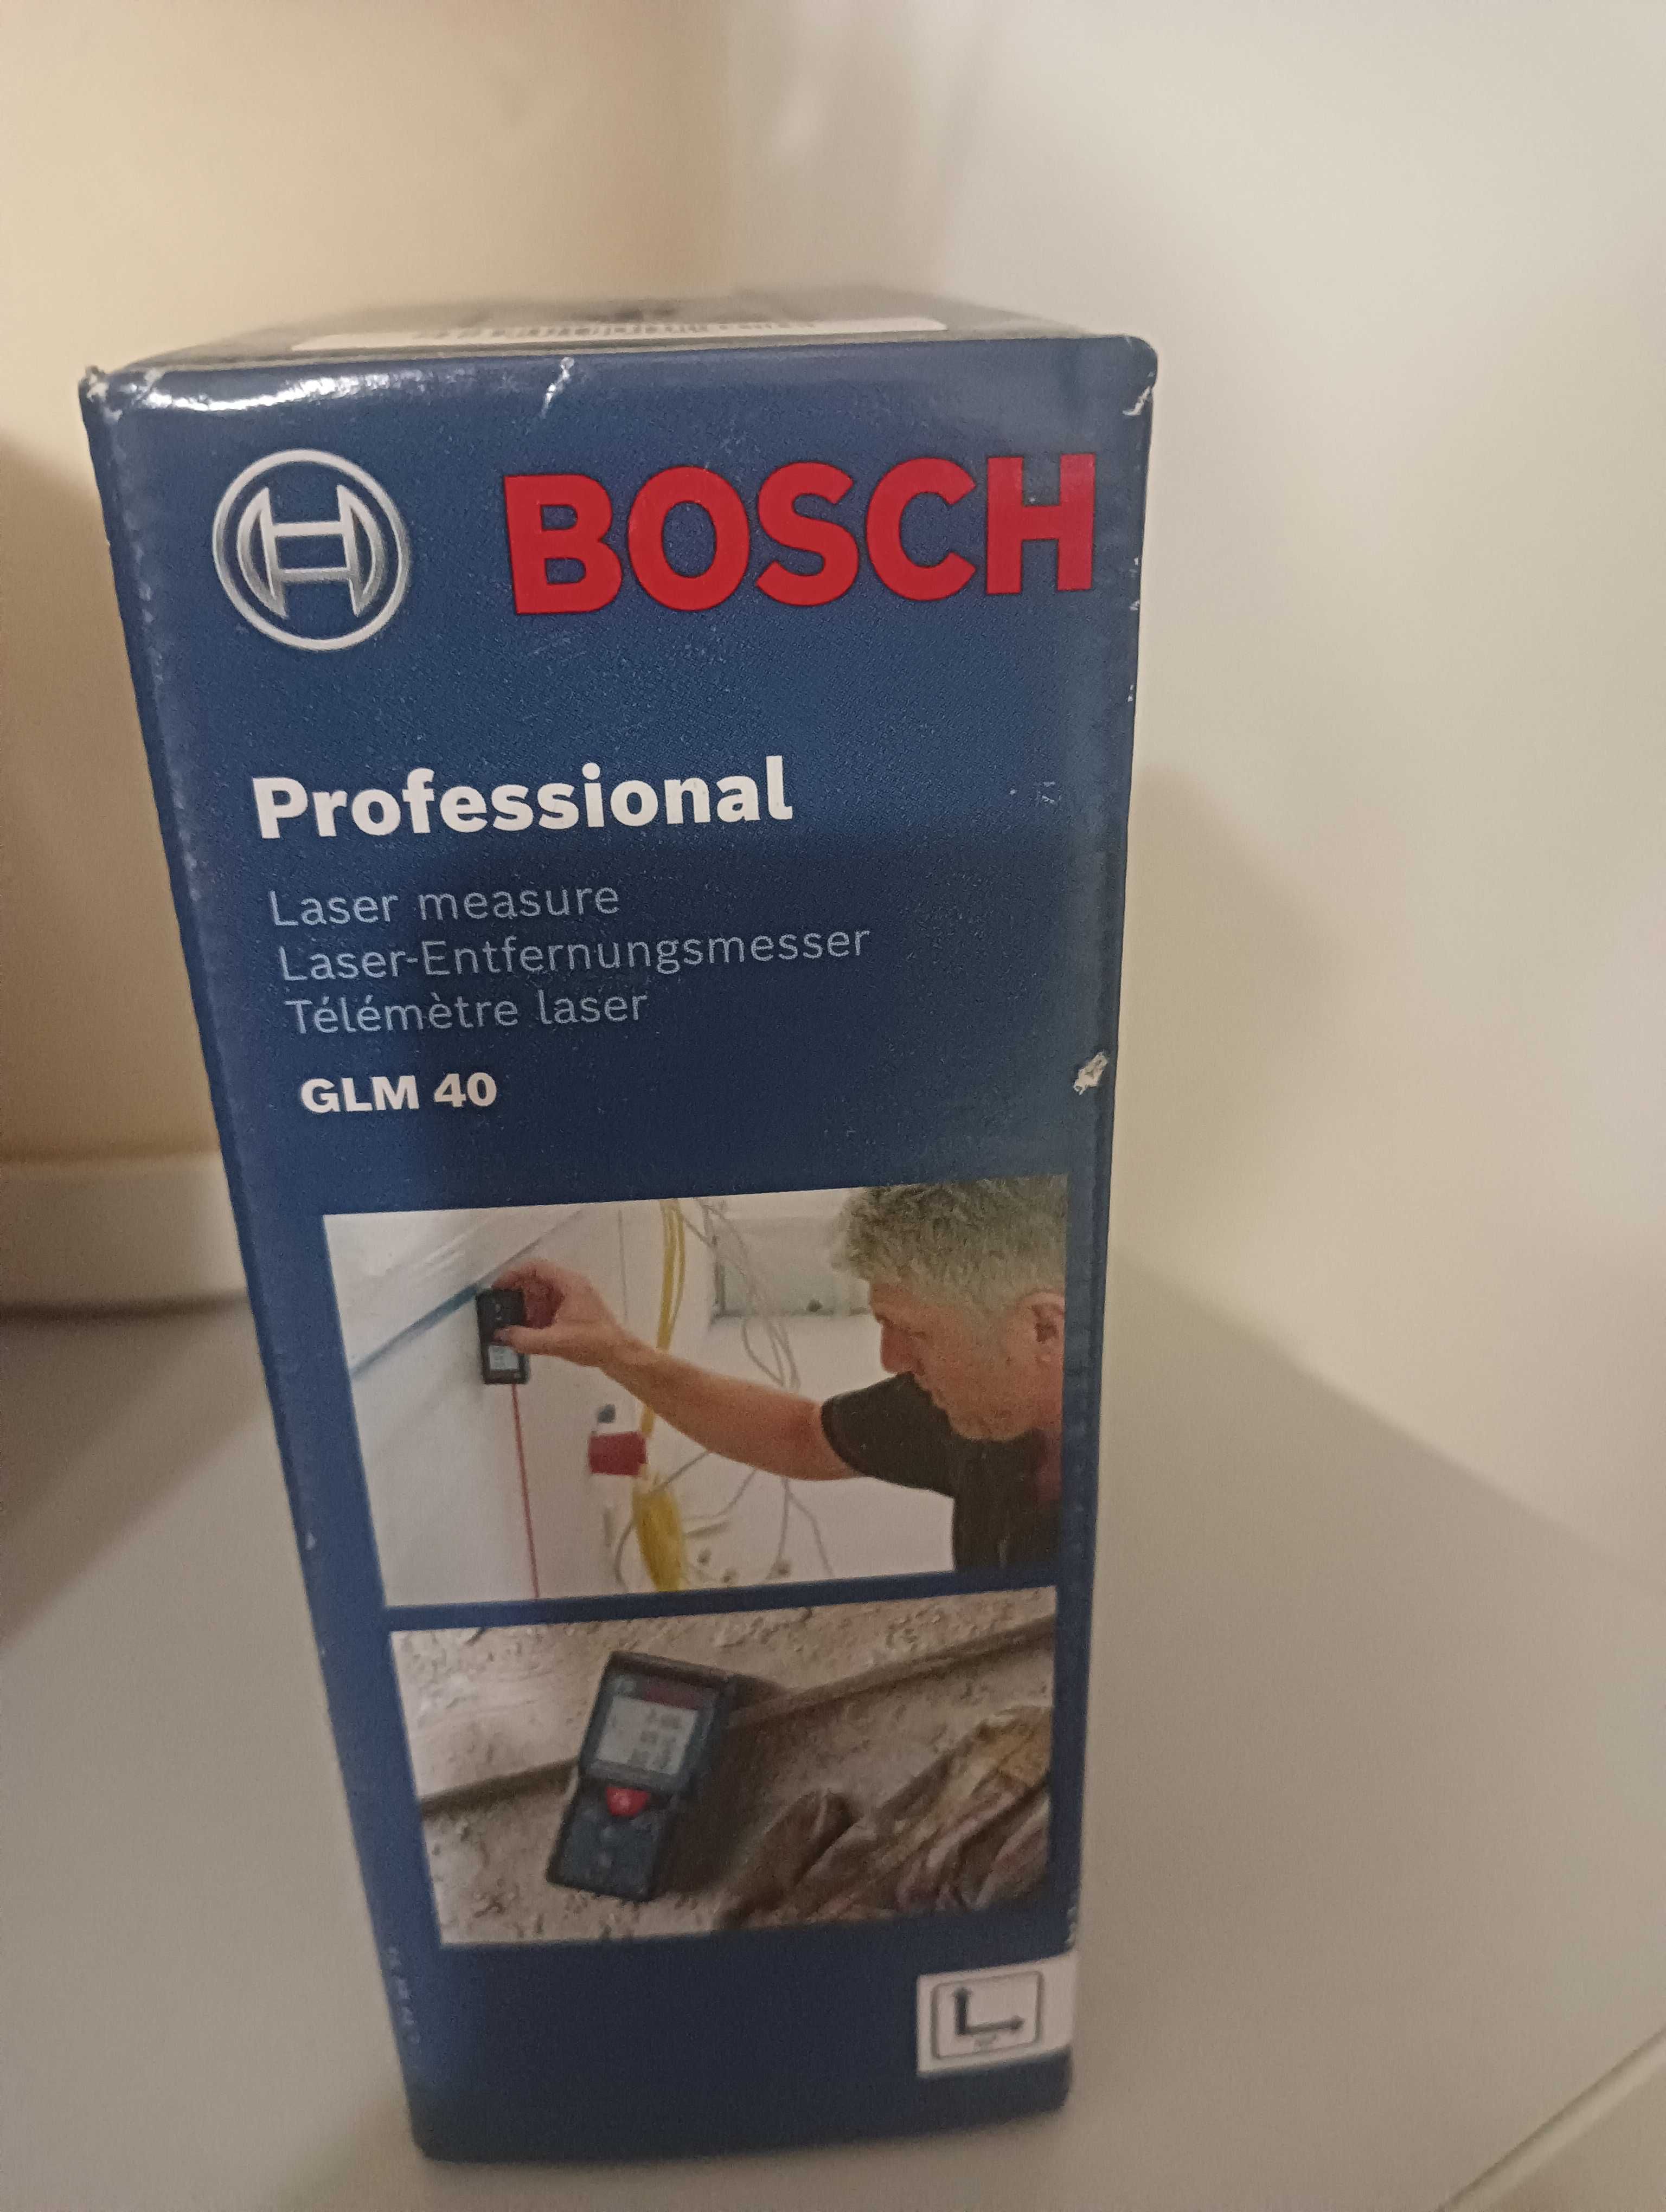 BOSCH
Professional
Laser measure
Laser-Entfernungsmesser
Télémètre laser
GLM 40